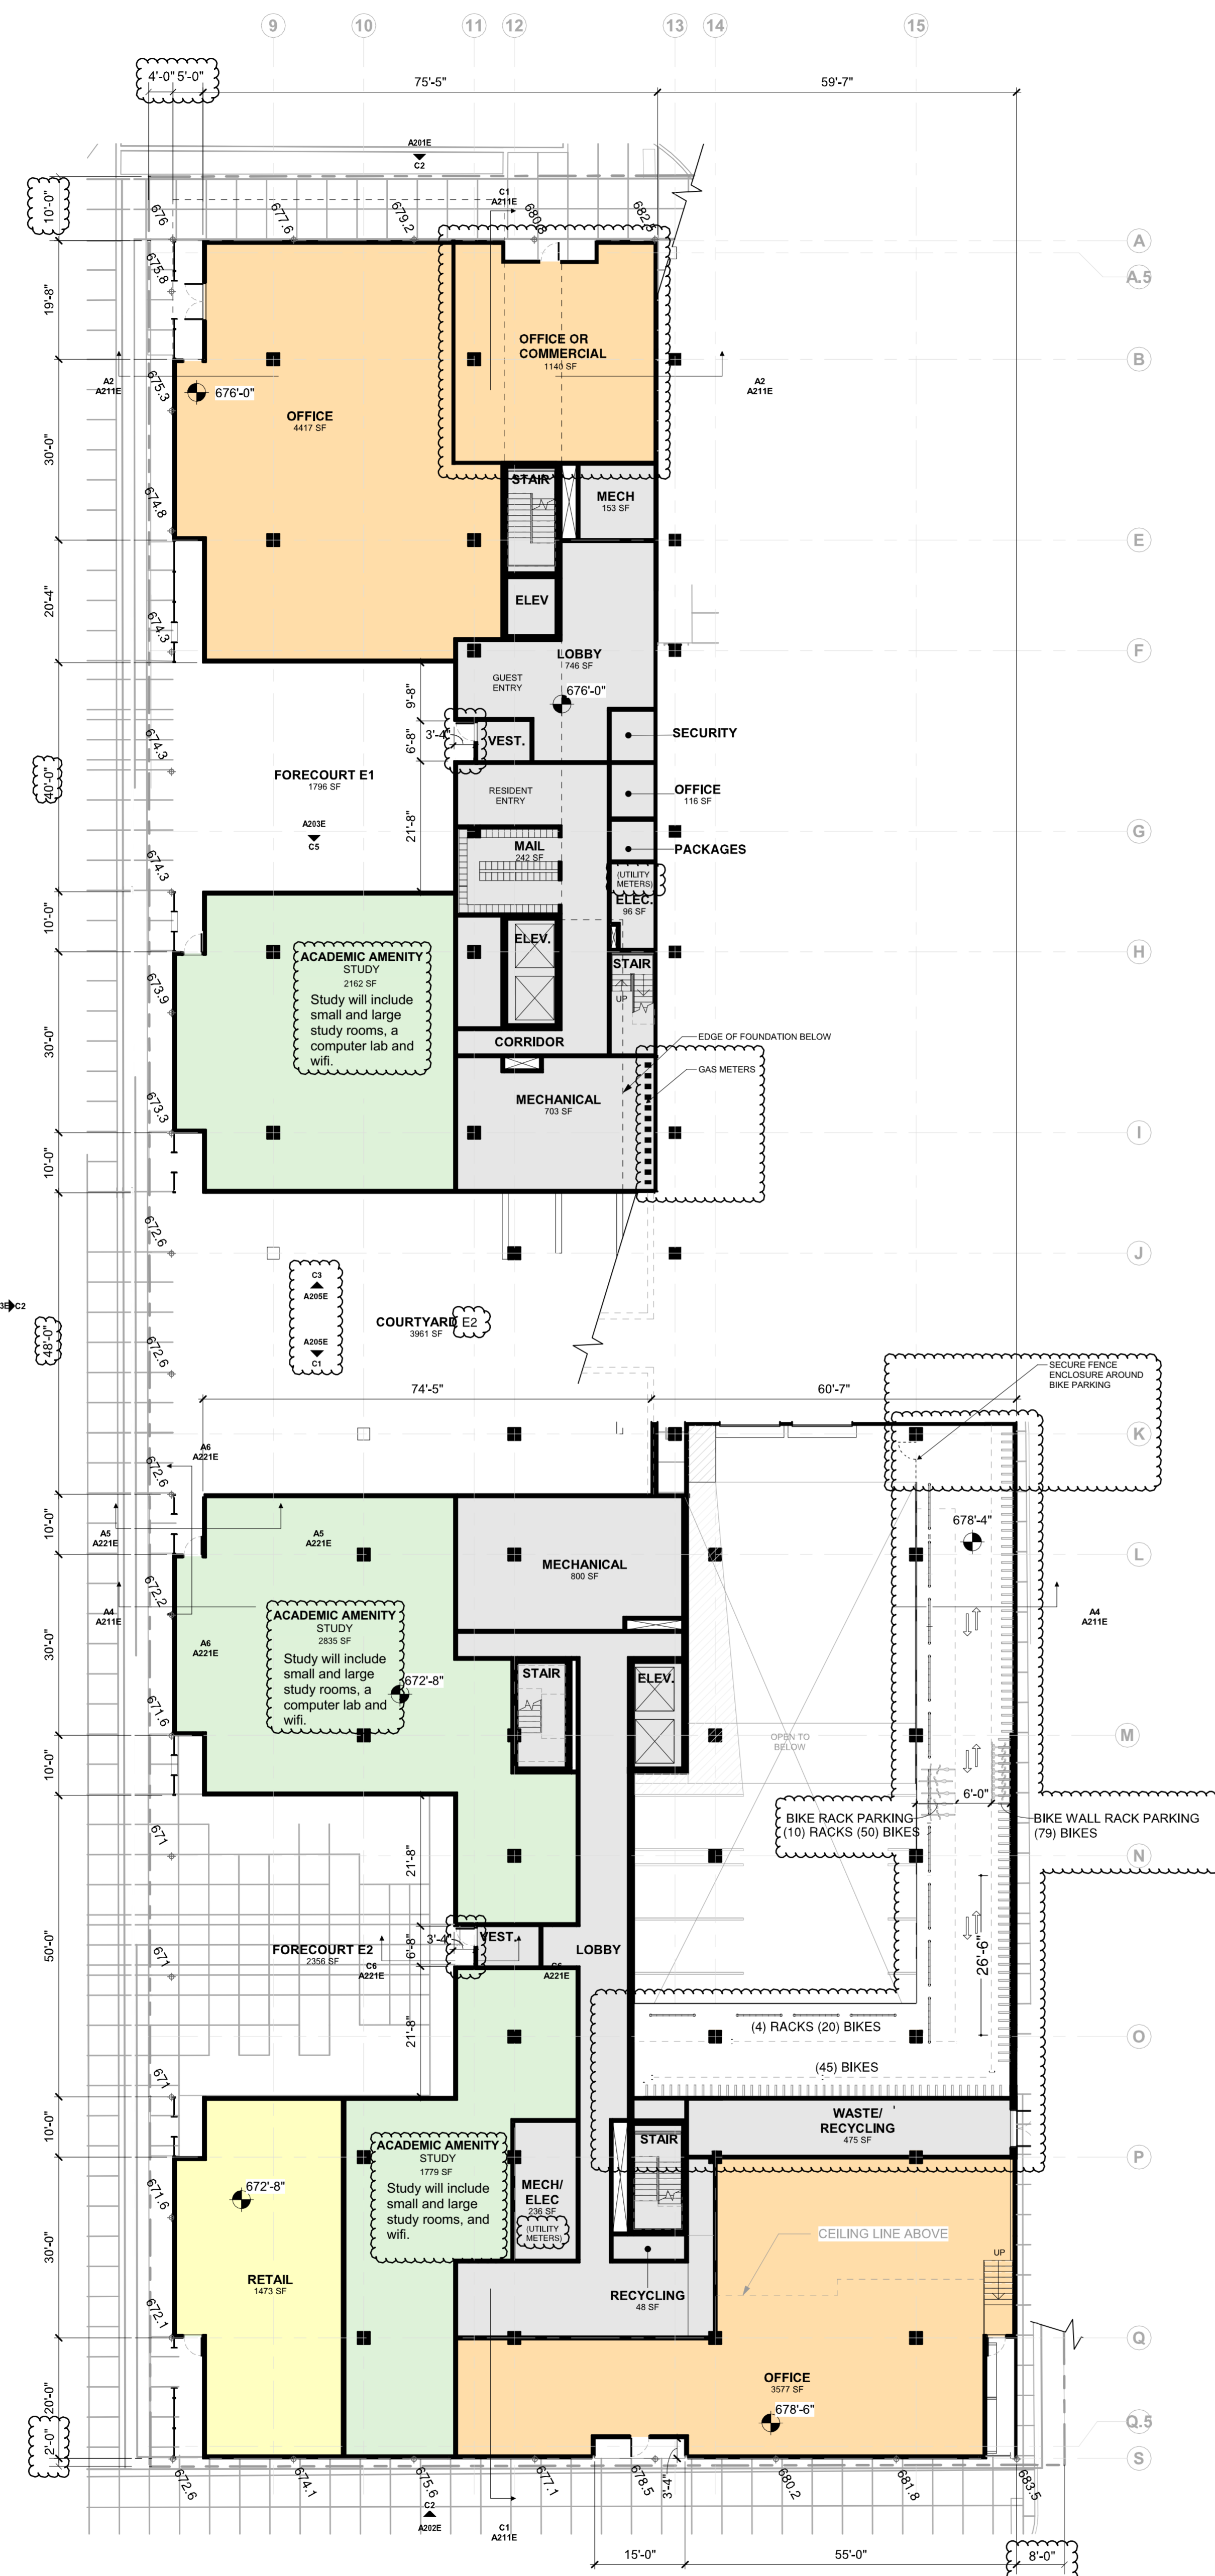 9
10
11
12
13
14
15
4'-0"
5'-0"
75'-5"
59'-7"
A201E
C2
C1
A211E
10'-0"
676
677.6
679.2
680.8
682.5
A
A.5
675.8
19'-8"
OFFICE OR
COMMERCIAL
1140 SF
B
A2
A211E
A2
A211E
675.3
676'-0"
OFFICE
4417 SF
30'-0"
STAIR
MECH
153 SF
674.8
E
ELEV
20'-4"
674.3
LOBBY
746 SF
F
GUEST
ENTRY
676'-0"
9'-8"
3'-4"
6'-8"
VEST.
SECURITY
674.3
40'-0"
FORECOURT E1
1796 SF
RESIDENT
ENTRY
OFFICE
116 SF
A203E
C5
21'-8"
G
MAIL
242 SF
PACKAGES
674.3
(UTILITY
METERS)
ELEC.
96 SF
10'-0"
ELEV.
H
ACADEMIC AMENITY
STUDY
2162 SF
Study will include
small and large
study rooms, a
computer lab and
wifi.
STAIR
UP
673.9
30'-0"
CORRIDOR
EDGE OF FOUNDATION BELOW
GAS METERS
MECHANICAL
703 SF
673.3
I
10'-0"
672.6
J
C3
A205E
3E
C2
COURTYARD E2
3961 SF
48'-0"
A205E
C1
672.6
SECURE FENCE
ENCLOSURE AROUND
BIKE PARKING
74'-5"
60'-7"
K
A6
A221E
672.6
10'-0"
678'-4"
A5
A221E
A5
A221E
L
MECHANICAL
800 SF
672.2
A4
A211E
A4
A211E
ACADEMIC AMENITY
STUDY
2835 SF
Study will include
small and large
study rooms, a
computer lab and
wifi.
30'-0"
A6
A221E
STAIR
ELEV.
672'-8"
671.6
M
OPEN TO
BELOW
10'-0"
6'-0"
BIKE RACK PARKING
(10) RACKS (50) BIKES
BIKE WALL RACK PARKING
(79) BIKES
671
N
21'-8"
50'-0"
FORECOURT E2
2356 SF
3'-4"
6'-8"
VEST.
LOBBY
C6
A221E
C6
A221E
26'-6"
671
21'-8"
(4) RACKS (20) BIKES
O
(45) BIKES
671
10'-0"
WASTE/
RECYCLING
475 SF
ACADEMIC AMENITY
STUDY
1779 SF
Study will include
small and large
study rooms, and
wifi.
STAIR
P
672'-8"
MECH/
ELEC
236 SF
(UTILITY
METERS)
671.6
CEILING LINE ABOVE
30'-0"
UP
RETAIL
1473 SF
RECYCLING
48 SF
672.1
Q
OFFICE
3577 SF
20'-0"
678'-6"
Q.5
2'-0"
S
672.6
674.1
675.6
677.1
678.5
3'-4"
680.2
681.8
683.5
C2
A202E
C1
A211E
15'-0"
55'-0"
8'-0"